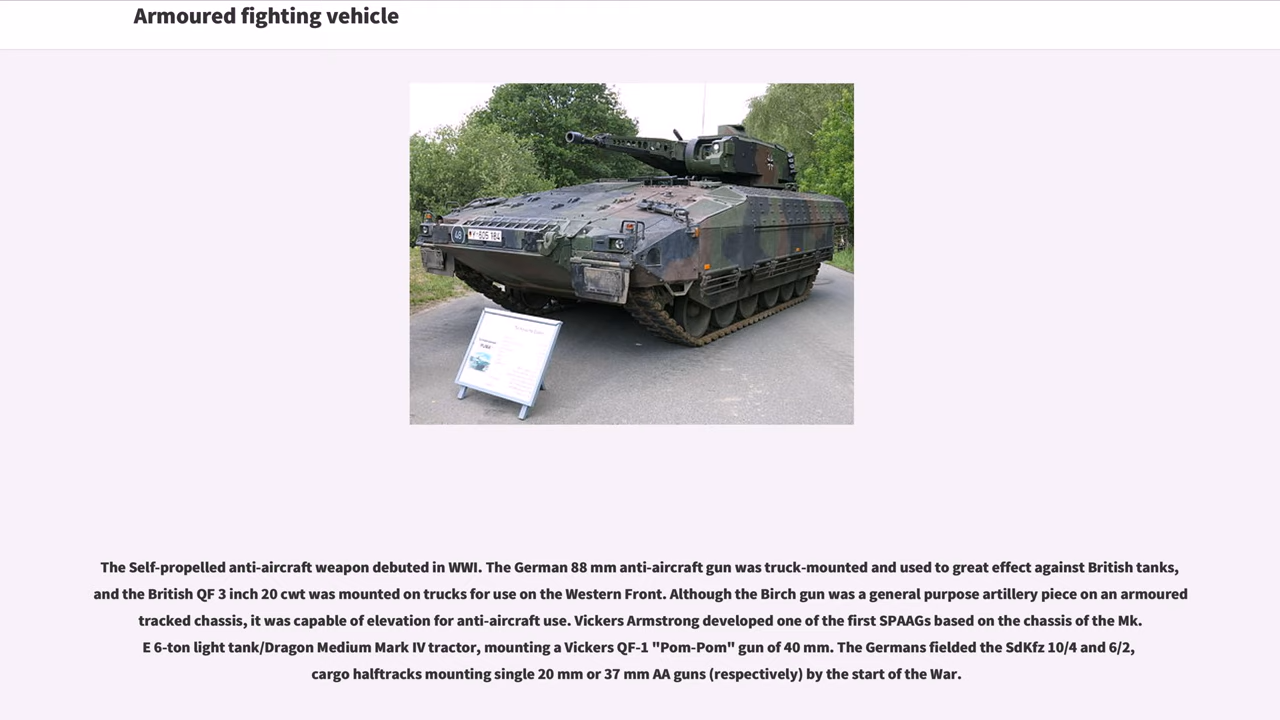 Armoured fighting vehicle
48
Y-805 984
PUMA
The Self-propelled anti-aircraft weapon debuted in WWI. The German 88 mm anti-aircraft gun was truck-mounted and used to great effect against British tanks,
and the British QF 3 inch 20 cwt was mounted on trucks for use on the Western Front. Although the Birch gun was a general purpose artillery piece on an armoured
tracked chassis, it was capable of elevation for anti-aircraft use. Vickers Armstrong developed one of the first SPAAGs based on the chassis of the Mk.
E 6-ton light tank/Dragon Medium Mark IV tractor, mounting a Vickers QF-1 "Pom-Pom" gun of 40 mm. The Germans fielded the SdKfz 10/4 and 6/2,
cargo halftracks mounting single 20 mm or 37 mm AA guns (respectively) by the start of the War.